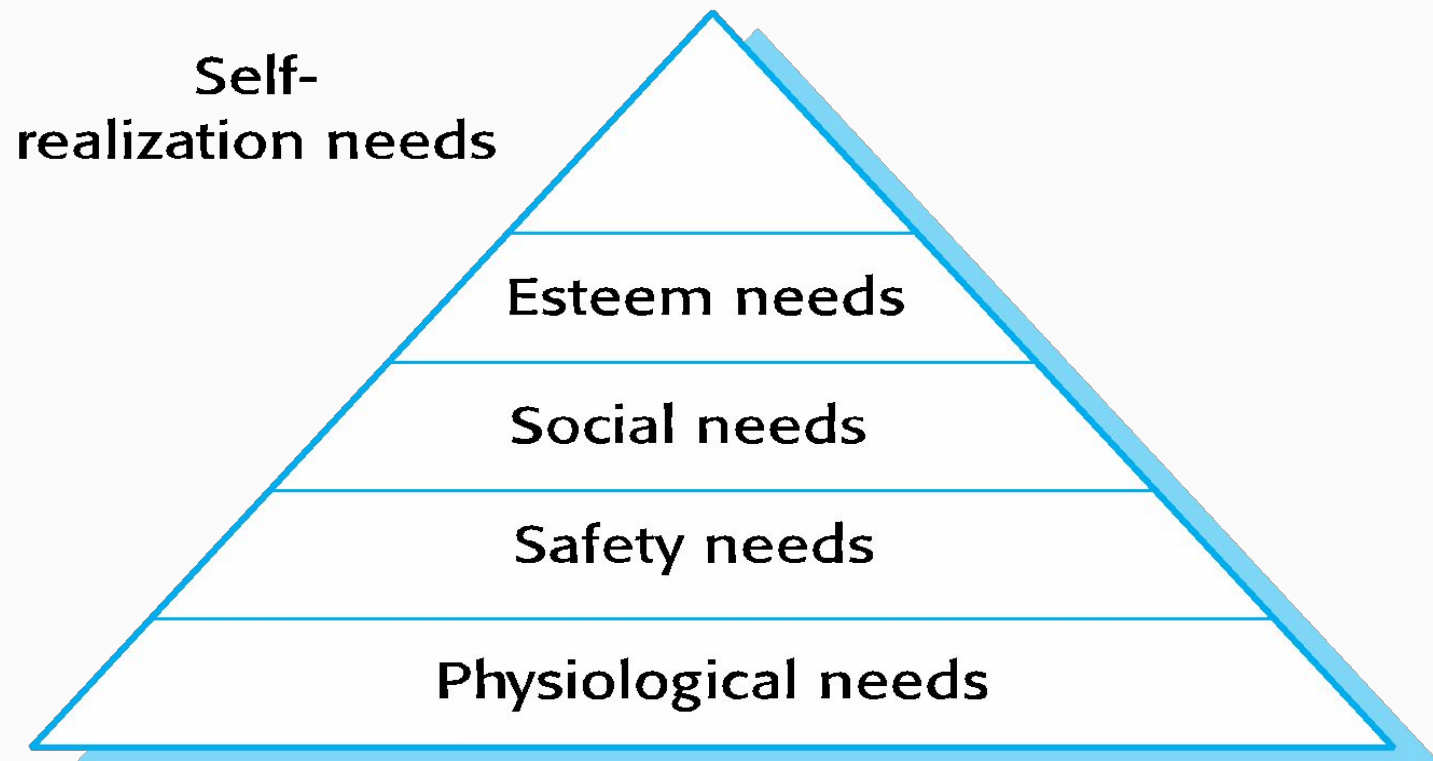 Self-
realization needs
Esteem needs
Social needs
Safety needs
Physiological needs